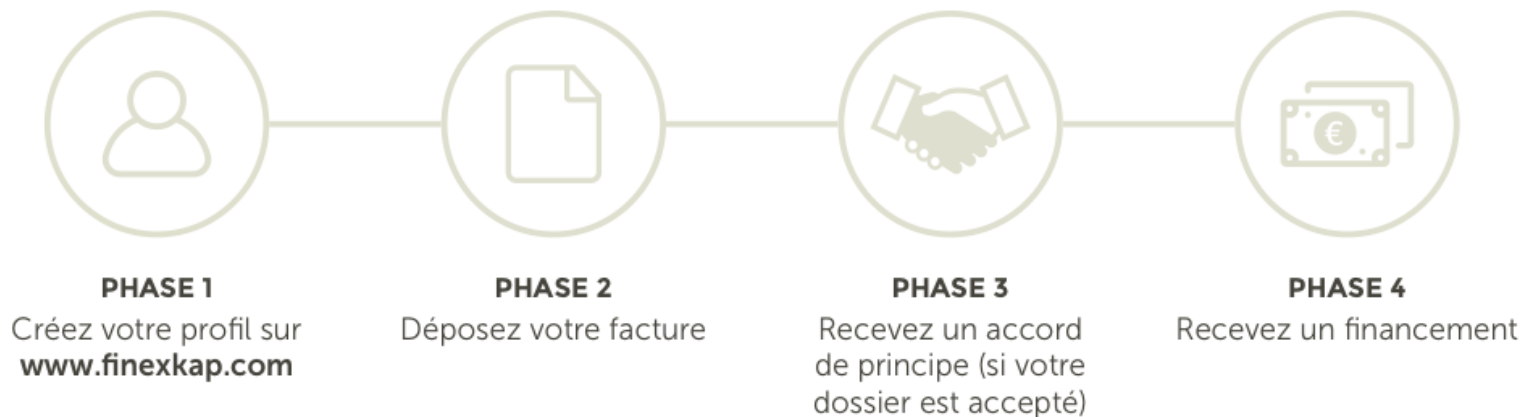 PHASE 1
Créez votre profil sur
www.finexkap.com
PHASE 2
Déposez votre facture
PHASE 3
Recevez un accord
de principe (si votre
dossier est accepté)
PHASE 4
Recevez un financement
€